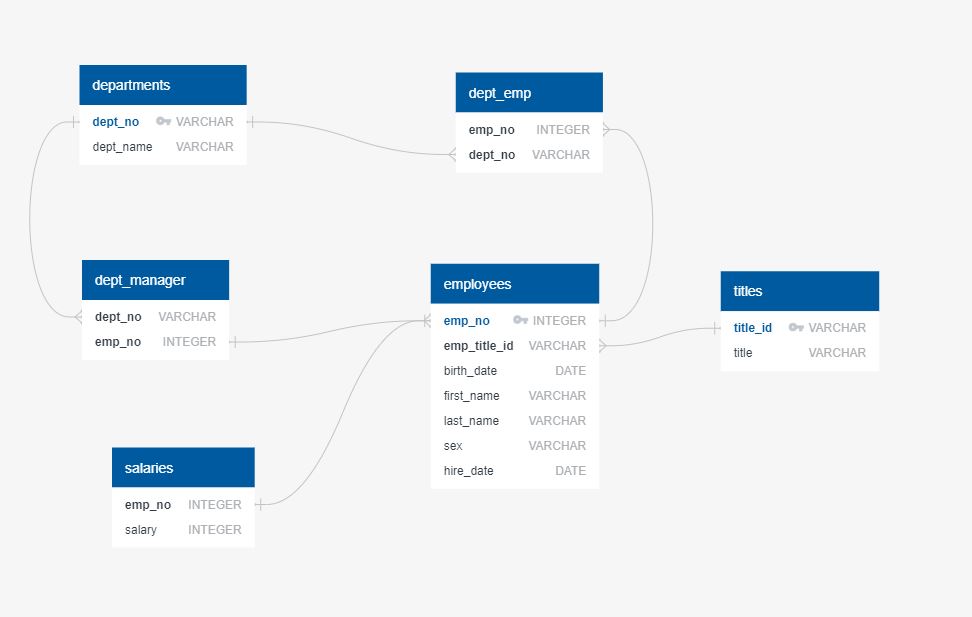 departments
dept_no VARCHAR
dept_name VARCHAR
dept_emp
emp_no INTEGER
dept_no VARCHAR
dept_manager
dept_no VARCHAR
emp_no INTEGER
employees
emp_no INTEGER
emp_title_id VARCHAR
birth_date DATE
first_name VARCHAR
last_name VARCHAR
sex VARCHAR
hire_date DATE
titles
title_id VARCHAR
title VARCHAR
salaries
emp_no INTEGER
salary INTEGER